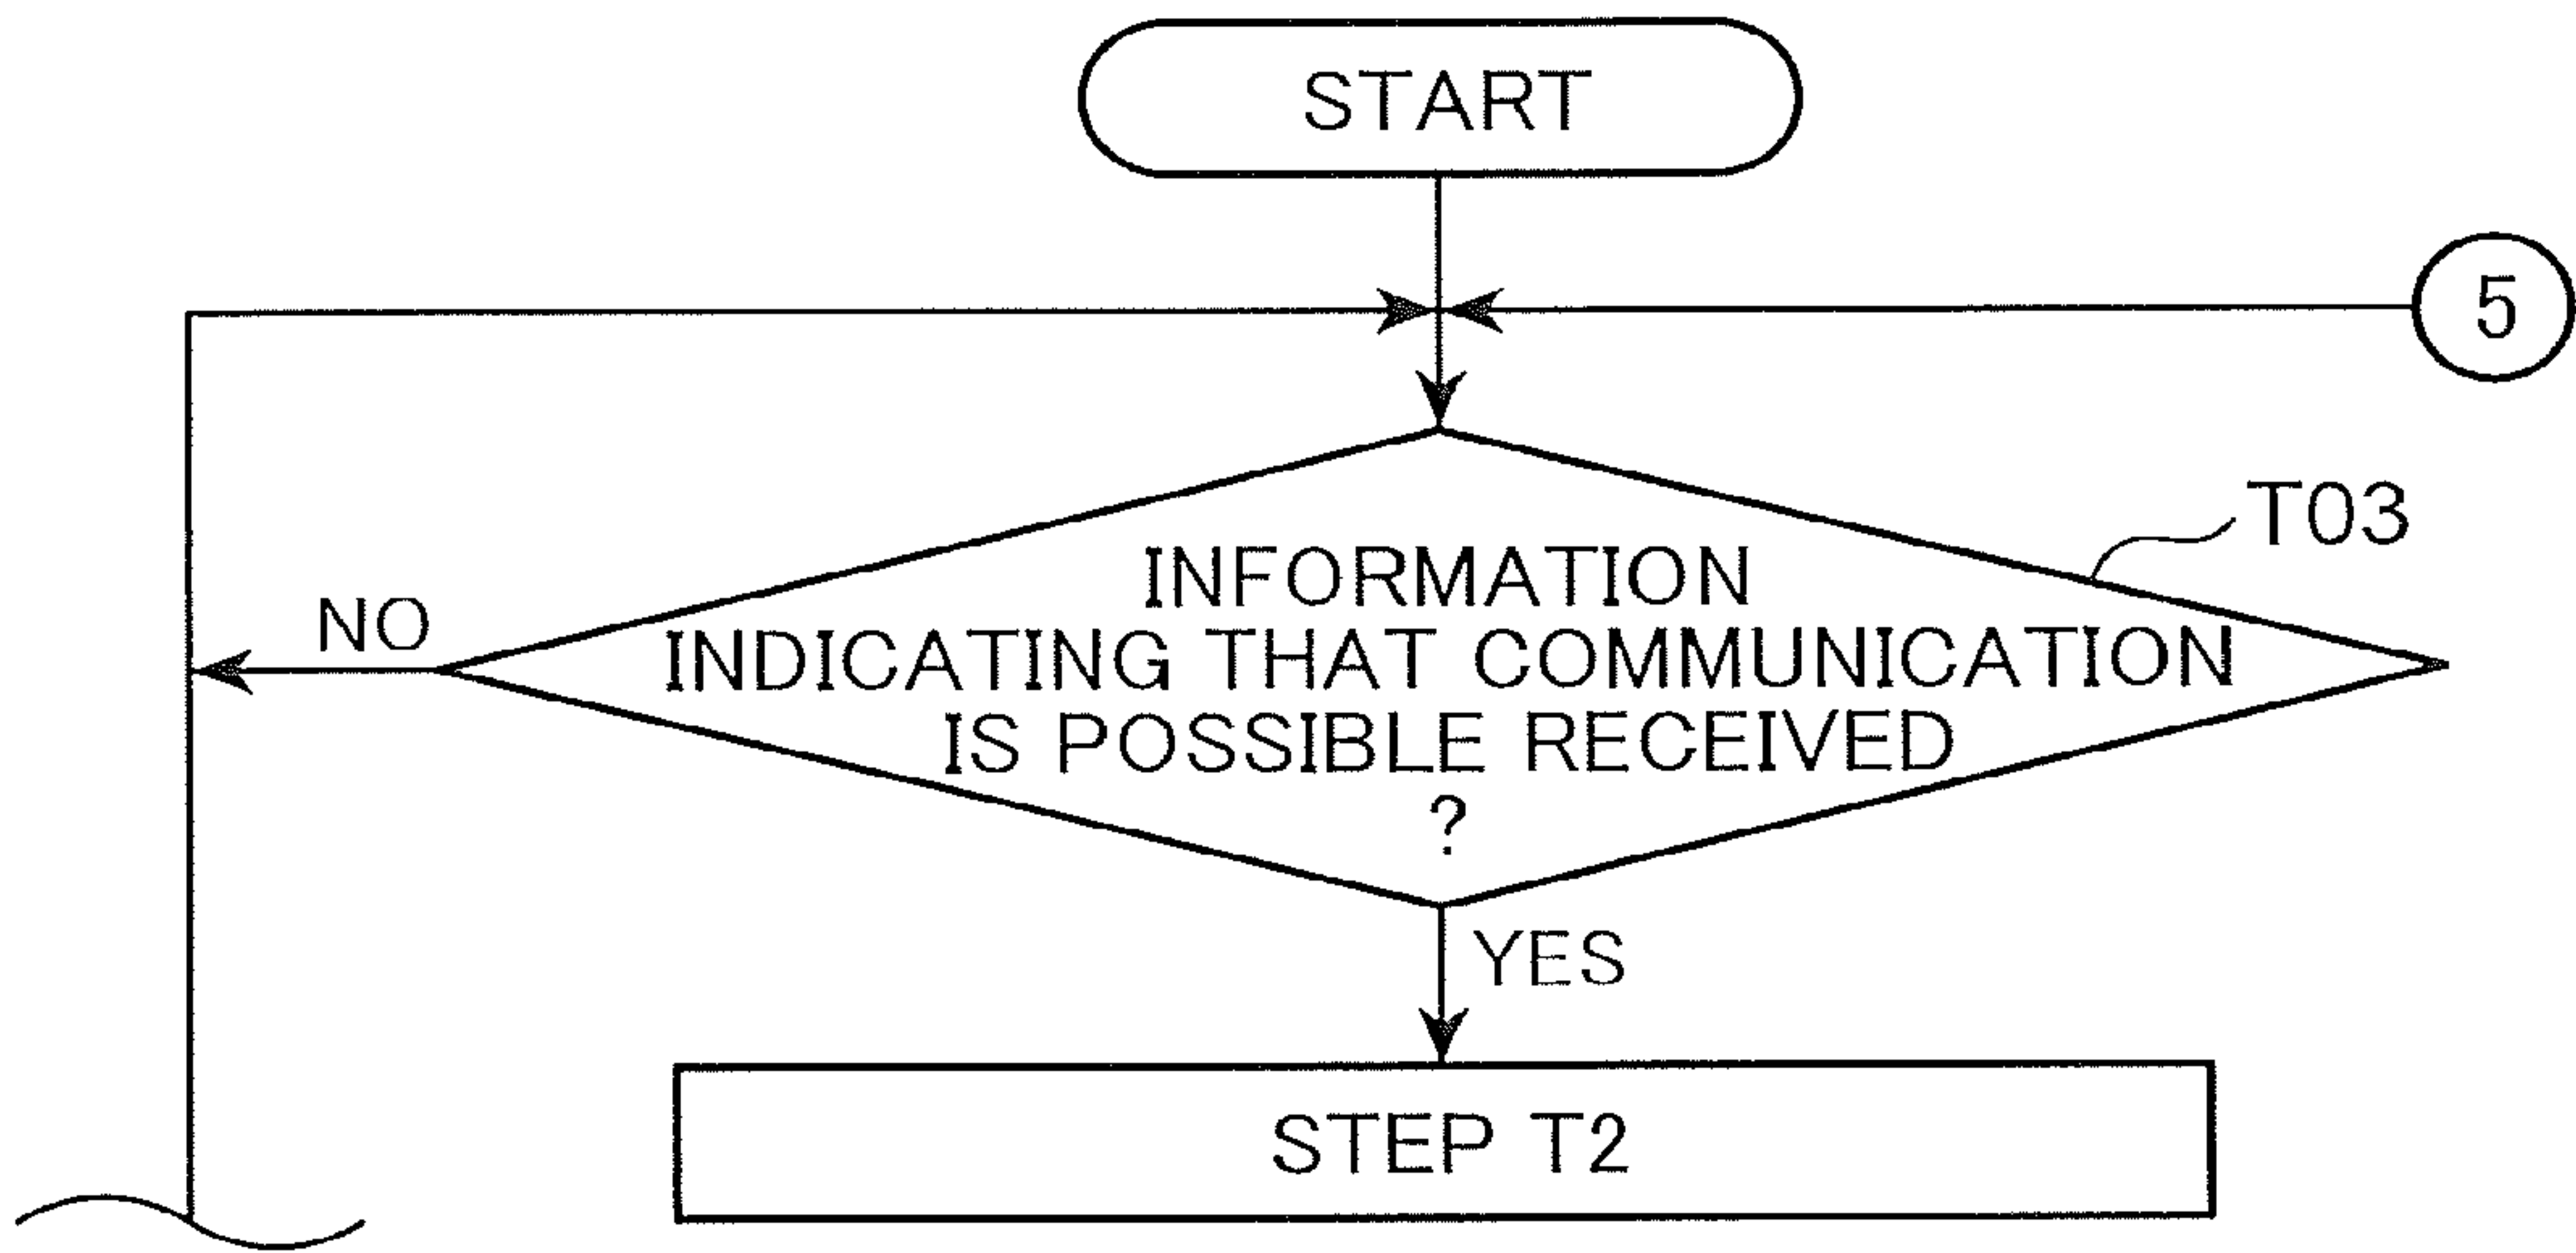 START
5
T03
INFORMATION
INDICATING THAT COMMUNICATION
IS POSSIBLE RECEIVED
?
NO
YES
STEP T2